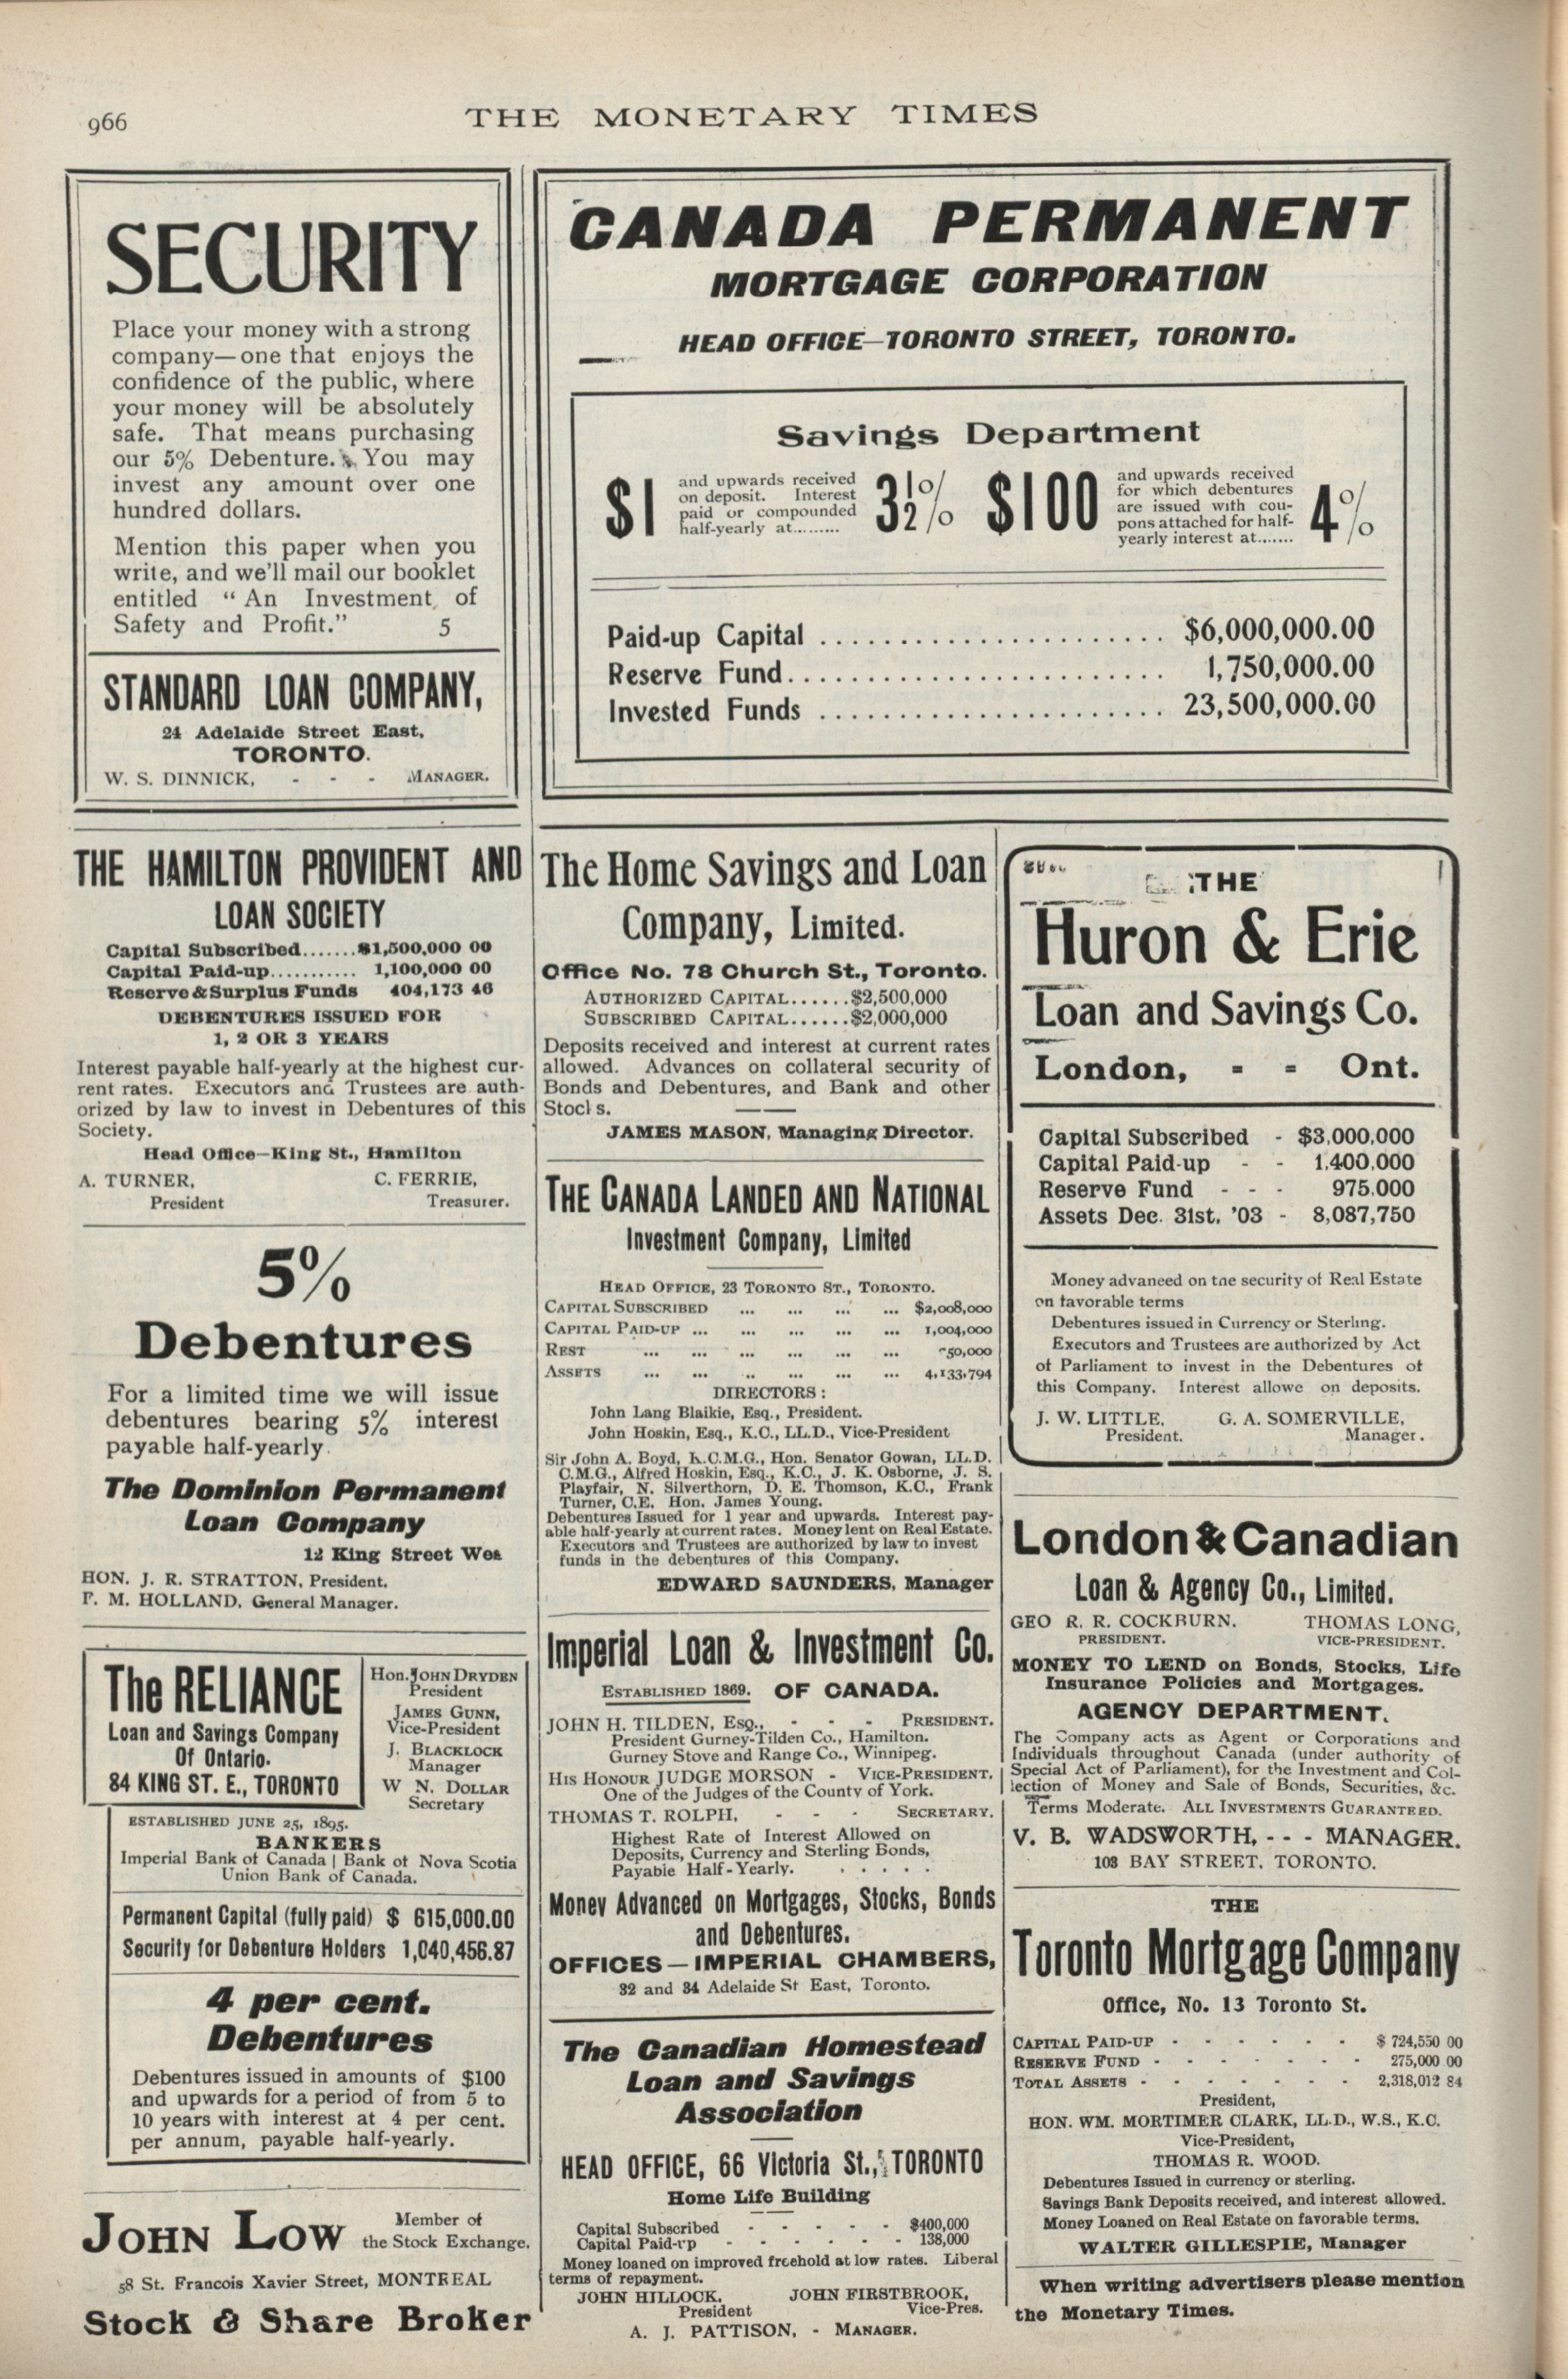 966
THE MONETARY TIMES
SECURITY
Place your money with a strong
company—one that enjoys the
confidence of the public, where
your money will be absolutely
safe. That means purchasing
our 5% Debenture. You may
invest any amount over one
hundred dollars.
Mention this paper when you
write, and we'll mail our booklet
entitled "An Investment of
Safety and Profit." 5
STANDARD LOAN COMPANY,
24 Adelaide Street East,
TORONTO.
W. S. DINNICK, - - - MANAGER.
CANADA PERMANENT
MORTGAGE CORPORATION
HEAD OFFICE—TORONTO STREET, TORONTO.
Savings Department
$1
and upwards received
on deposit. Interest
paid or compounded
half-yearly at.........
3½%
$100
and upwards received
for which debentures
are issued with cou-
pons attached for half-
yearly interest at.......
4%
Paid-up Capital ...................... $6,000,000.00
Reserve Fund........................ 1,750,000.00
Invested Funds ...................... 23,500,000.00
THE HAMILTON PROVIDENT AND
LOAN SOCIETY
Capital Subscribed.......$1,500,000 00
Capital Paid-up........... 1,100,000 00
Reserve & Surplus Funds 404,173 46
DEBENTURES ISSUED FOR
1, 2 OR 3 YEARS
Interest payable half-yearly at the highest cur-
rent rates. Executors and Trustees are auth-
orized by law to invest in Debentures of this
Society.
Head Office—King St., Hamilton
A. TURNER, C. FERRIE,
President Treasurer.
5%
Debentures
For a limited time we will issue
debentures bearing 5% interest
payable half-yearly.
The Dominion Permanent
Loan Company
12 King Street
HON. J. R. STRATTON, President.
F. M. HOLLAND, General Manager.
The RELIANCE
Loan and Savings Company
Of Ontario.
84 KING ST. E., TORONTO
Hon. JOHN DRYDEN
President
JAMES GUNN,
Vice-President
J. BLACKLOCK
Manager
W N. DOLLAR
Secretary
ESTABLISHED JUNE 25, 1895.
BANKERS
Imperial Bank of Canada | Bank of Nova Scotia
Union Bank of Canada.
Permanent Capital (fully paid) $ 615,000.00
Security for Debenture Holders 1,040,456.87
4 per cent.
Debentures
Debentures issued in amounts of $100
and upwards for a period of from 5 to
10 years with interest at 4 per cent.
per annum, payable half-yearly.
JOHN LOW
Member of
the Stock Exchange.
58 St. Francois Xavier Street, MONTREAL
Stock & Share Broker
The Home Savings and Loan
Company, Limited.
Office No. 78 Church St., Toronto.
AUTHORIZED CAPITAL......$2,500,000
SUBSCRIBED CAPITAL......$2,000,000
Deposits received and interest at current rates
allowed. Advances on collateral security of
Bonds and Debentures, and Bank and other
Stocks.
JAMES MASON, Managing Director.
THE CANADA LANDED AND NATIONAL
Investment Company, Limited
HEAD OFFICE, 23 TORONTO ST., TORONTO.
CAPITAL SUBSCRIBED ... ... ... ... $2,008,000
CAPITAL PAID-UP ... ... ... ... ... 1,004,000
REST ... ... ... ... ... ...
ASSETS ... ... ... ... ... ... 4,133,794
DIRECTORS:
John Lang Blaikie, Esq., President.
John Hoskin, Esq., K.C., LL.D., Vice-President
Sir John A. Boyd, K.C.M.G., Hon. Senator Gowan, LL.D.
C.M.G., Alfred Hoskin, Esq., K.C., J. K. Osborne, J. S.
Playfair, N. Silverthorn, D. E. Thomson, K.C., Frank
Turner, C.E. Hon. James Young.
Debentures Issued for 1 year and upwards. Interest pay-
able half-yearly at current rates. Money lent on Real Estate.
Executors and Trustees are authorized by law to invest
funds in the debentures of this Company.
EDWARD SAUNDERS, Manager
Imperial Loan & Investment Co.
ESTABLISHED 1869. OF CANADA.
JOHN H. TILDEN, ESQ., - - - PRESIDENT.
President Gurney-Tilden Co., Hamilton.
Gurney Stove and Range Co., Winnipeg.
HIS HONOUR JUDGE MORSON - VICE-PRESIDENT.
One of the Judges of the County of York.
THOMAS T. ROLPH, - - - SECRETARY.
Highest Rate of Interest Allowed on
Deposits, Currency and Sterling Bonds,
Payable Half-Yearly. . . . . .
Money Advanced on Mortgages, Stocks, Bonds
and Debentures.
OFFICES—IMPERIAL CHAMBERS,
32 and 34 Adelaide St East, Toronto.
The Canadian Homestead
Loan and Savings
Association
HEAD OFFICE, 66 Victoria St., TORONTO
Home Life Building
Capital Subscribed - - - - - $400,000
Capital Paid-up - - - - - - 138,000
Money loaned on improved freehold at low rates. Liberal
terms of repayment.
JOHN HILLOCK, JOHN FIRSTBROOK,
President Vice-Pres.
A. J. PATTISON, - MANAGER.
THE
Huron & Erie
Loan and Savings Co.
London, - - Ont.
Capital Subscribed - $3,000,000
Capital Paid-up - - 1,400,000
Reserve Fund - - - 975,000
Assets Dec. 31st, '03 - 8,087,750
Money advanced on the security of Real Estate
on favorable terms
Debentures issued in Currency or Sterling.
Executors and Trustees are authorized by Act
of Parliament to invest in the Debentures of
this Company. Interest allowe on deposits.
J. W. LITTLE, G. A. SOMERVILLE,
President. Manager.
London & Canadian
Loan & Agency Co., Limited.
GEO R. R. COCKBURN, THOMAS LONG,
PRESIDENT. VICE-PRESIDENT.
MONEY TO LEND on Bonds, Stocks, Life
Insurance Policies and Mortgages.
AGENCY DEPARTMENT.
The Company acts as Agent or Corporations and
Individuals throughout Canada (under authority of
Special Act of Parliament), for the Investment and Col-
lection of Money and Sale of Bonds, Securities, &c.
Terms Moderate. ALL INVESTMENTS GUARANTEED.
V. B. WADSWORTH, - - - MANAGER.
103 BAY STREET, TORONTO.
THE
Toronto Mortgage Company
Office, No. 13 Toronto St.
CAPITAL PAID-UP - - - - - - $ 724,550 00
RESERVE FUND - - - - - - - 275,000 00
TOTAL ASSETS - - - - - - - 2,318,012 84
President,
HON. WM. MORTIMER CLARK, LL.D., W.S., K.C.
Vice-President,
THOMAS R. WOOD.
Debentures Issued in currency or sterling.
Savings Bank Deposits received, and interest allowed.
Money Loaned on Real Estate on favorable terms.
WALTER GILLESPIE, Manager
When writing advertisers please mention
the Monetary Times.